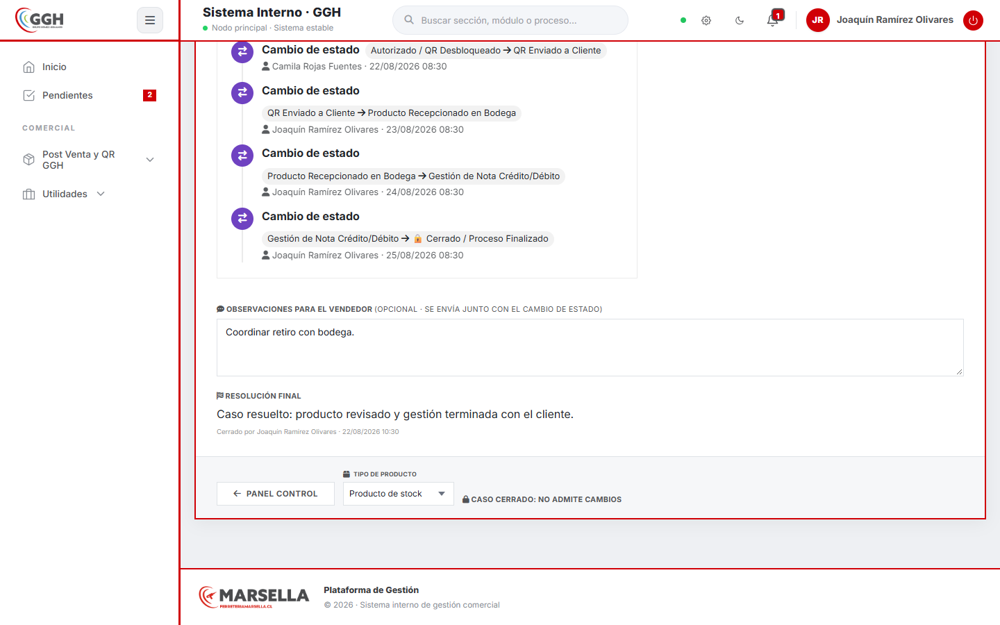 GGH
Sistema Interno · GGH
Nodo principal · Sistema estable
Buscar sección, módulo o proceso...
1
JR
Joaquín Ramírez Olivares
Inicio
Pendientes
2
COMERCIAL
Post Venta y QR
GGH
Utilidades
Cambio de estado
Autorizado / QR Desbloqueado → QR Enviado a Cliente
Camila Rojas Fuentes · 22/08/2026 08:30
Cambio de estado
QR Enviado a Cliente → Producto Recepcionado en Bodega
Joaquín Ramírez Olivares · 23/08/2026 08:30
Cambio de estado
Producto Recepcionado en Bodega → Gestión de Nota Crédito/Débito
Joaquín Ramírez Olivares · 24/08/2026 08:30
Cambio de estado
Gestión de Nota Crédito/Débito → 🔒 Cerrado / Proceso Finalizado
Joaquín Ramírez Olivares · 25/08/2026 08:30
OBSERVACIONES PARA EL VENDEDOR (OPCIONAL · SE ENVÍA JUNTO CON EL CAMBIO DE ESTADO)
Coordinar retiro con bodega.
RESOLUCIÓN FINAL
Caso resuelto: producto revisado y gestión terminada con el cliente.
Cerrado por Joaquín Ramírez Olivares · 22/08/2026 10:30
← PANEL CONTROL
TIPO DE PRODUCTO
Producto de stock
CASO CERRADO: NO ADMITE CAMBIOS
MARSELLA
FERRETERIAMARSELLA.CL
Plataforma de Gestión
© 2026 · Sistema interno de gestión comercial